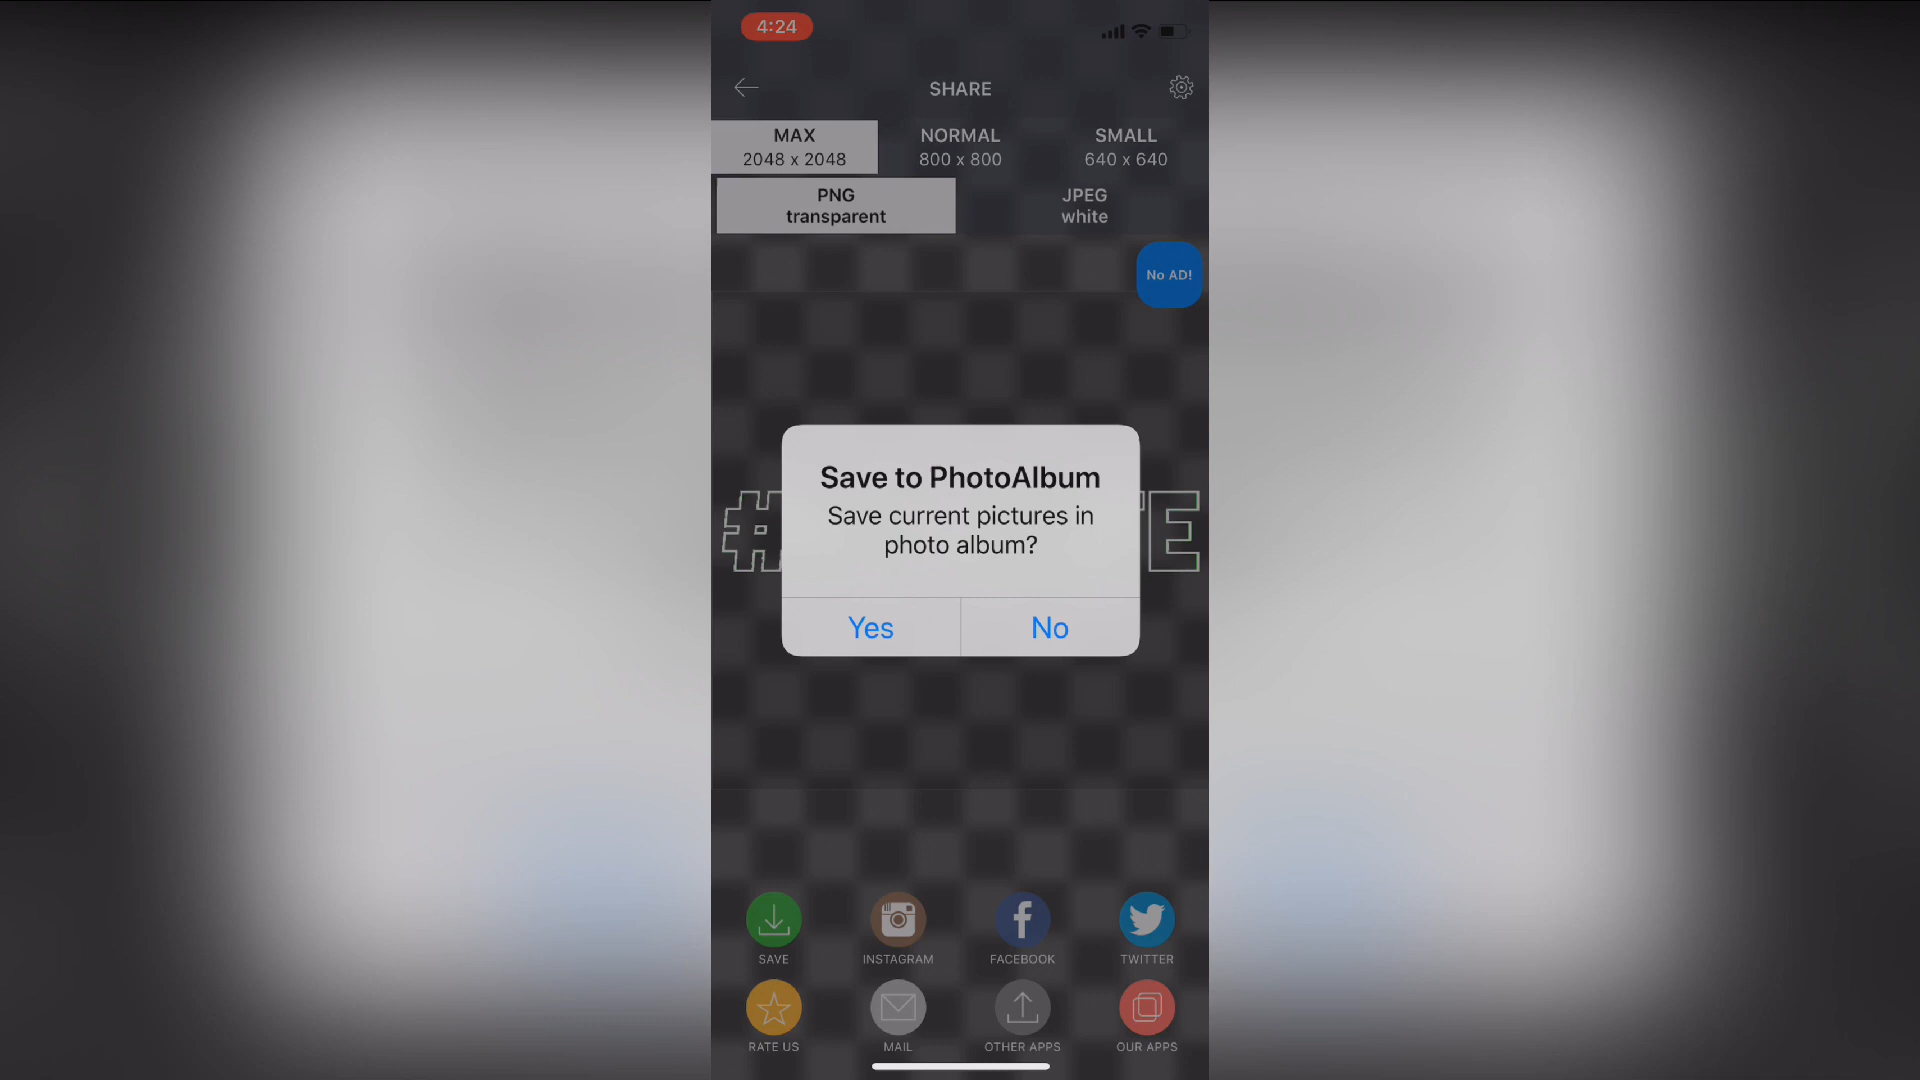 4:24
SHARE
MAX
2048 x 2048
NORMAL
800 x 800
SMALL
640 x 640
PNG
transparent
JPEG
white
No AD!
Save to PhotoAlbum
Save current pictures in
photo album?
#
E
Yes
No
SAVE
INSTAGRAM
FACEBOOK
TWITTER
RATE US
MAIL
OTHER APPS
OUR APPS